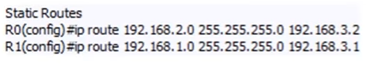 Static Routes
R0(config)#ip route 192.168.2.0 255.255.255.0 192.168.3.2
R1(config)#ip route 192.168.1.0 255.255.255.0 192.168.3.1